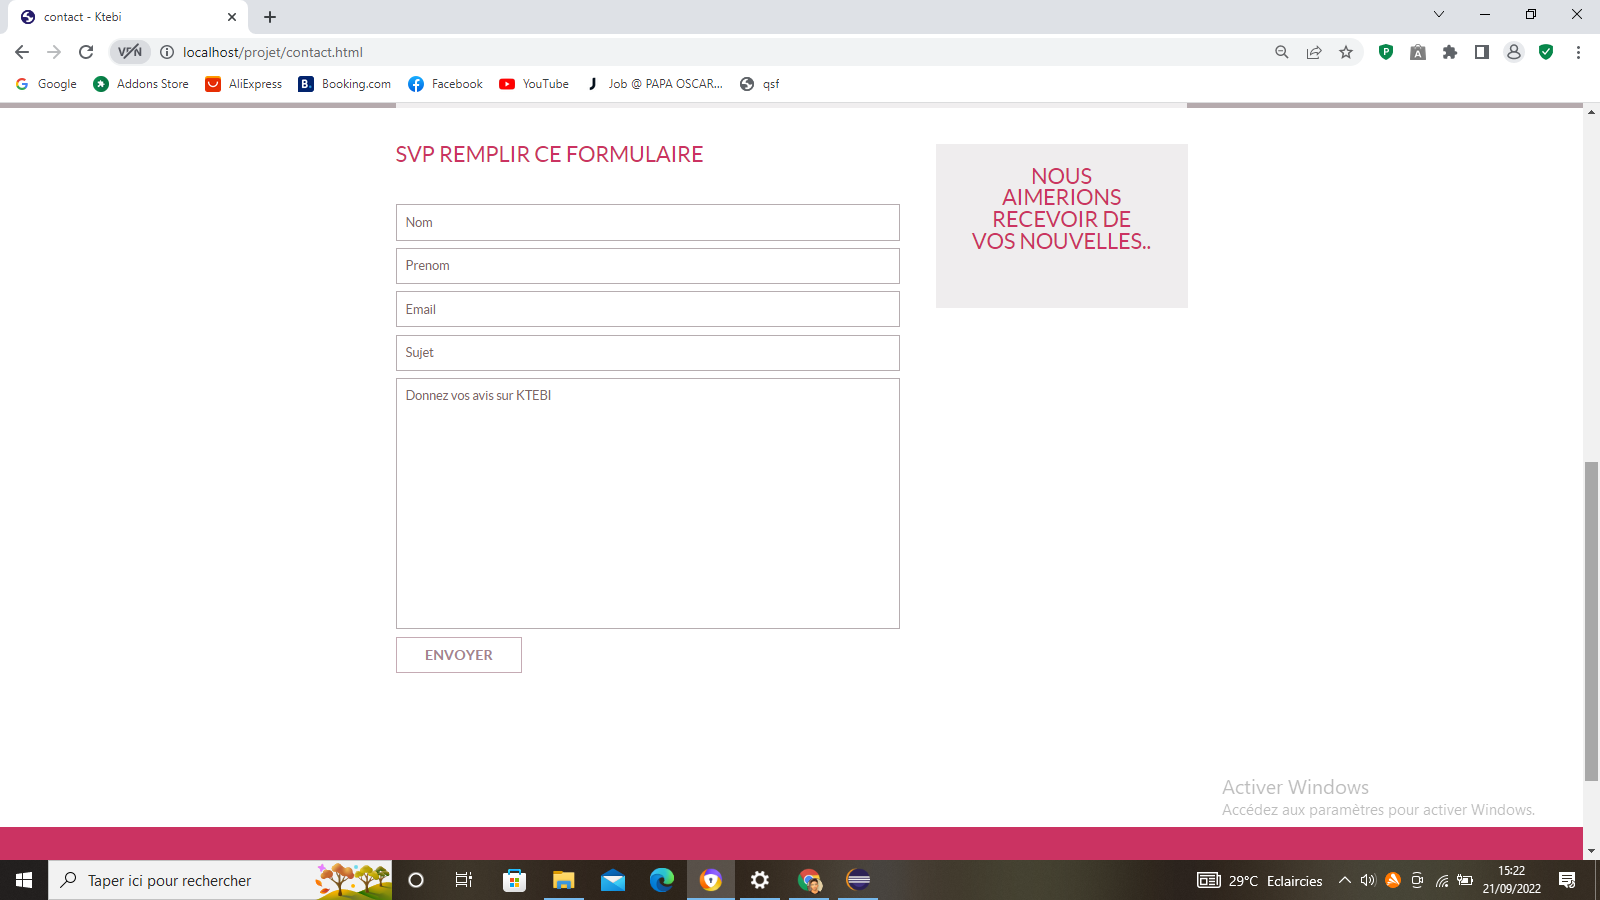 contact - Ktebi
VPN
localhost/projet/contact.html
Google
Addons Store
AliExpress
Booking.com
Facebook
YouTube
Job @ PAPA OSCAR...
qsf
SVP REMPLIR CE FORMULAIRE
Nom
Prenom
Email
Sujet
Donnez vos avis sur KTEBI
ENVOYER
NOUS
AIMERIONS
RECEVOIR DE
VOS NOUVELLES..
Activer Windows
Accédez aux paramètres pour activer Windows.
Taper ici pour rechercher
29°C Eclaircies
15:22
21/09/2022